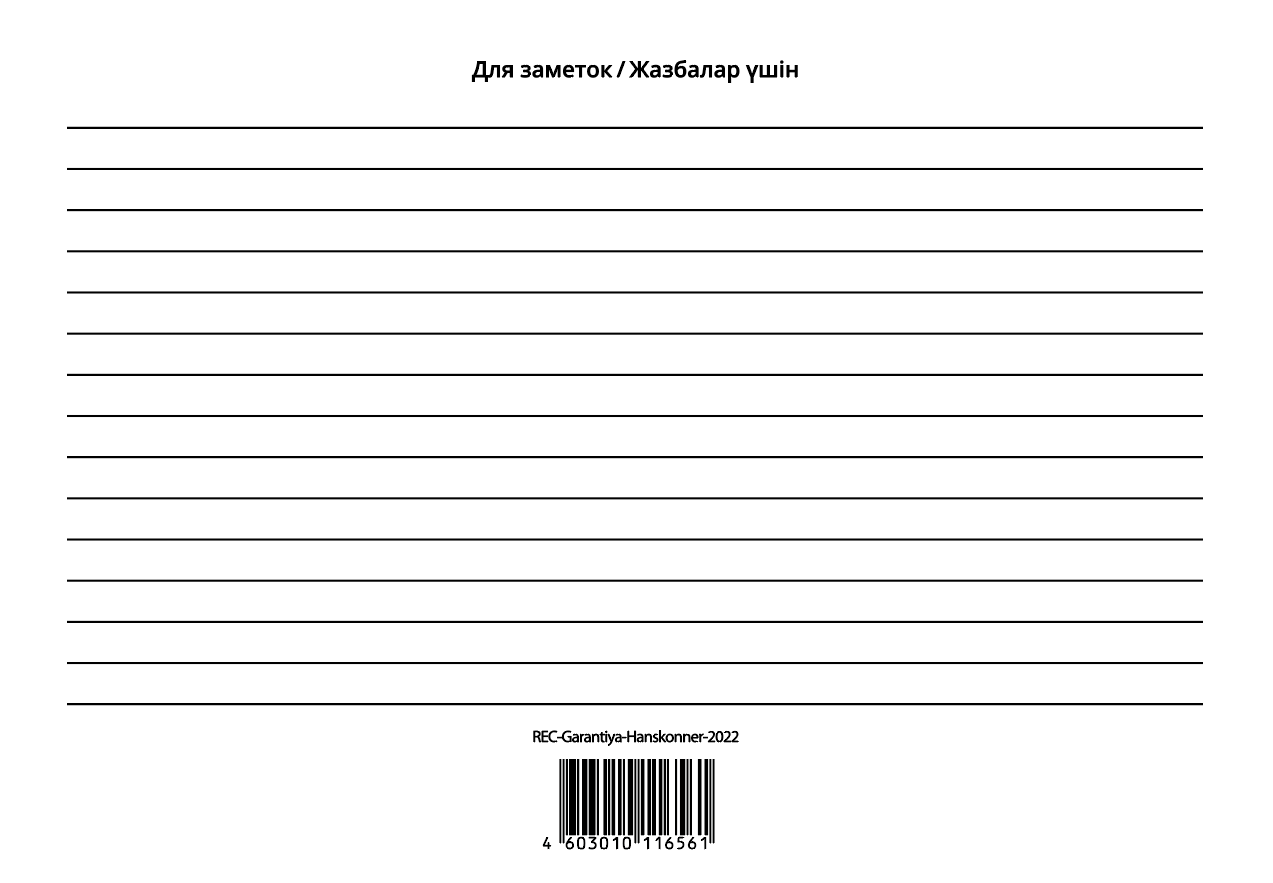 Для заметок / Жазбалар үшін
REC-Garantiya-Hanskonner-2022
4 603010 116561